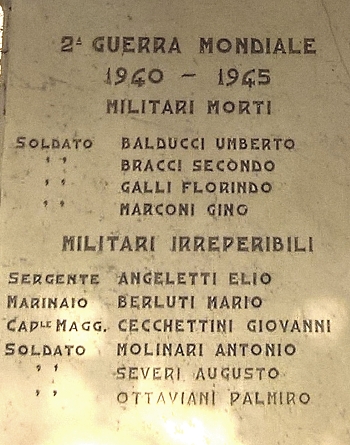 2ª GUERRA MONDIALE
1940 - 1945
MILITARI MORTI
SOLDATO BALDUCCI UMBERTO
" BRACCI SECONDO
" GALLI FLORINDO
" MARCONI GINO
MILITARI IRREPERIBILI
SERGENTE ANGELETTI ELIO
MARINAIO BERLUTI MARIO
CAPLE MAGG. CECCHETTINI GIOVANNI
SOLDATO MOLINARI ANTONIO
" SEVERI AUGUSTO
" OTTAVIANI PALMIRO